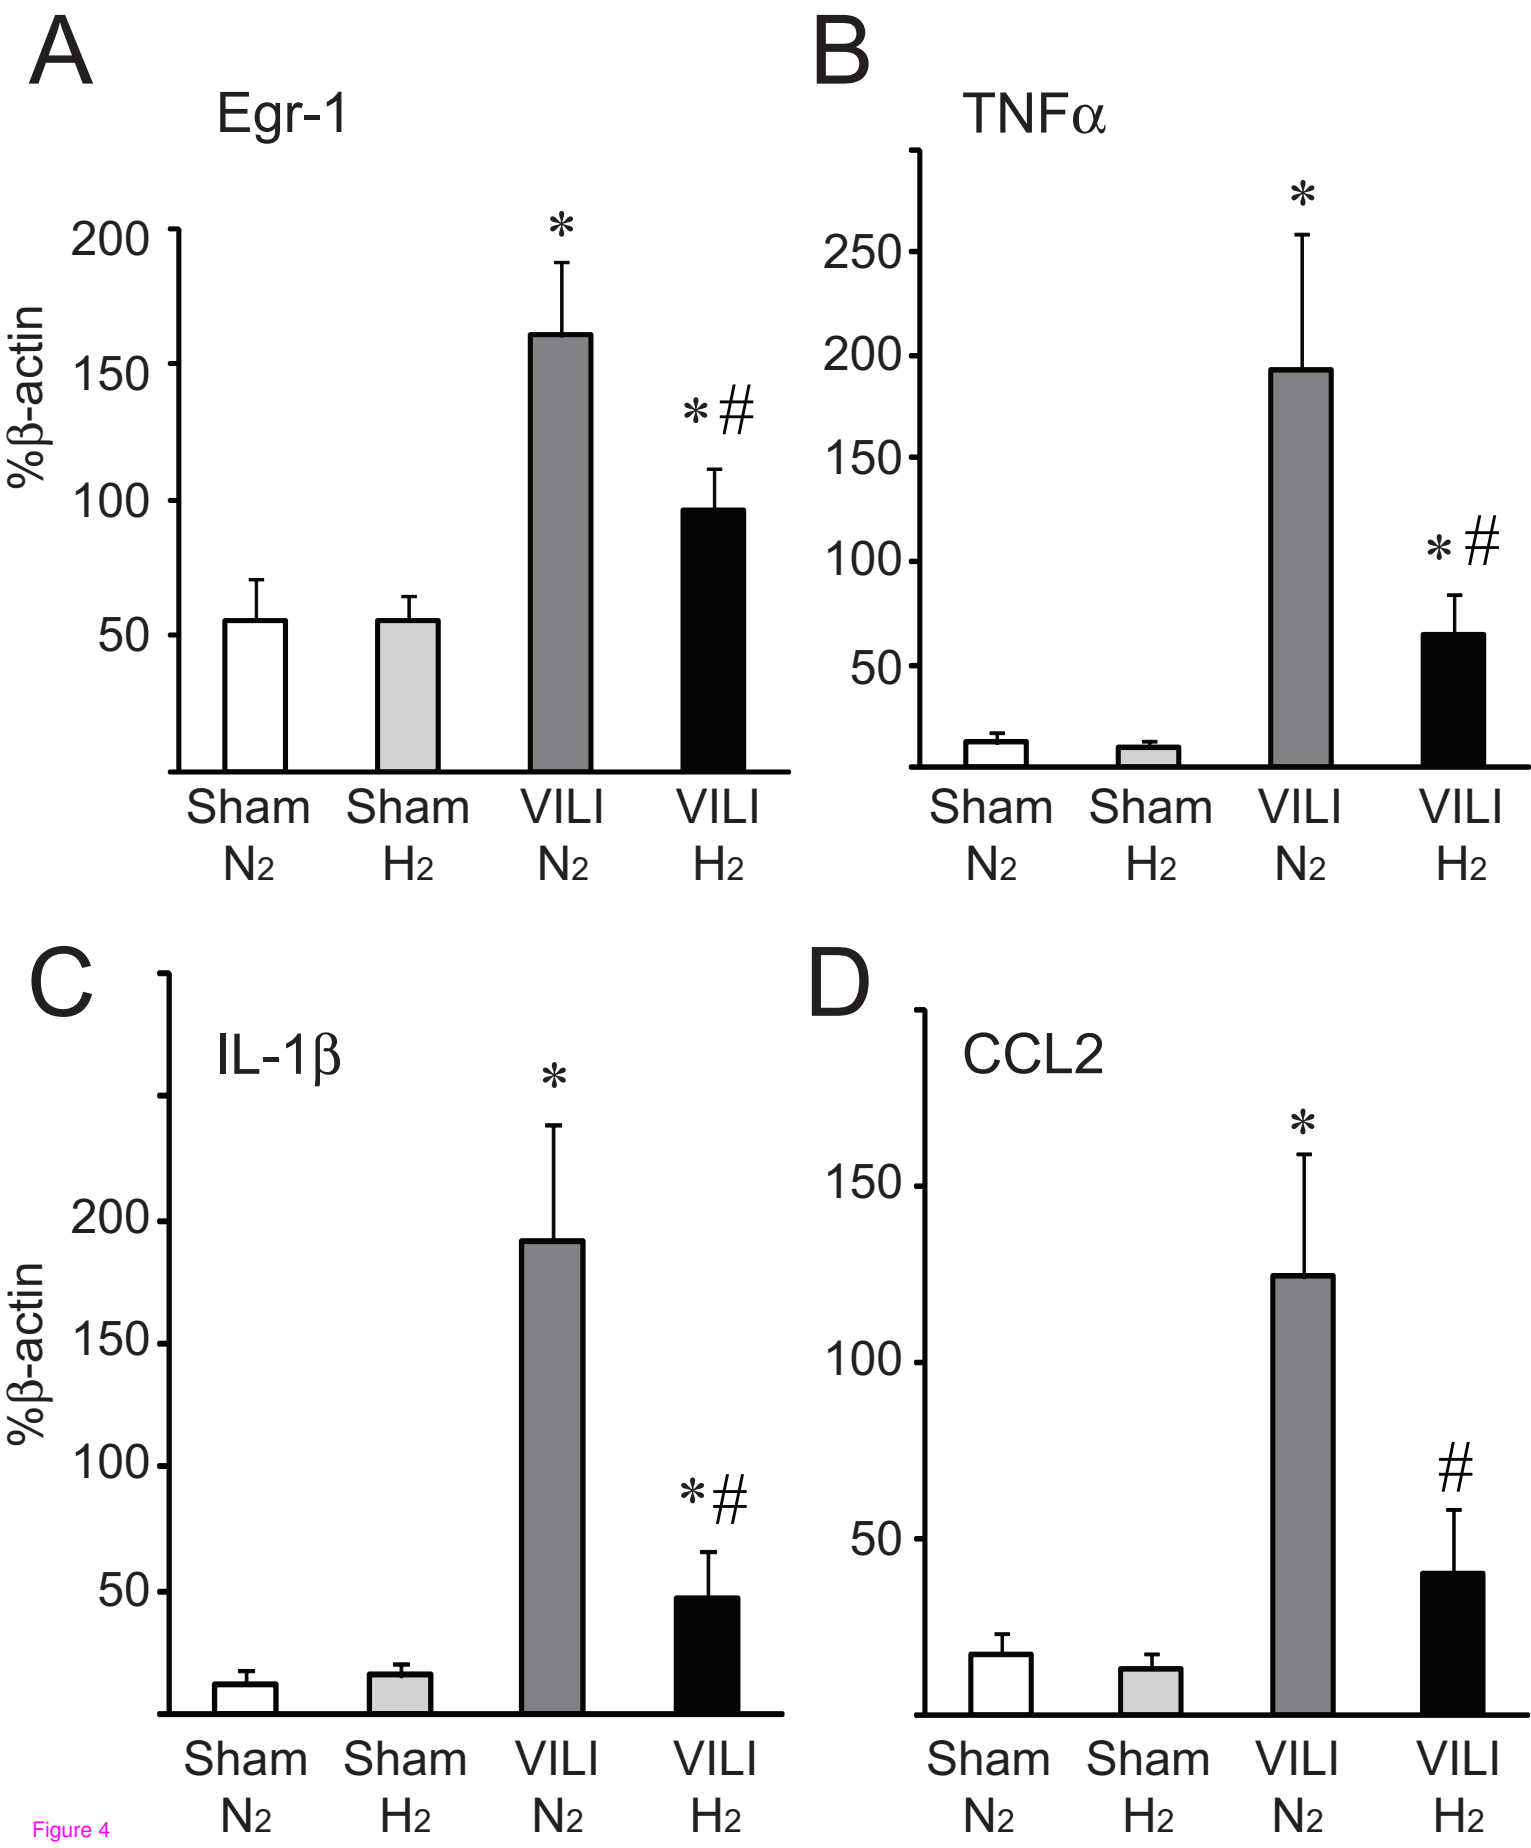 A
Egr-1
%β-actin
200
150
100
50
*
*#
Sham Sham VILI VILI
N2 H2 N2 H2
B
TNFα
250
200
150
100
50
*
*#
Sham Sham VILI VILI
N2 H2 N2 H2
C
IL-1β
%β-actin
200
150
100
50
*
*#
Sham Sham VILI VILI
N2 H2 N2 H2
D
CCL2
150
100
50
*
#
Sham Sham VILI VILI
N2 H2 N2 H2
Figure 4